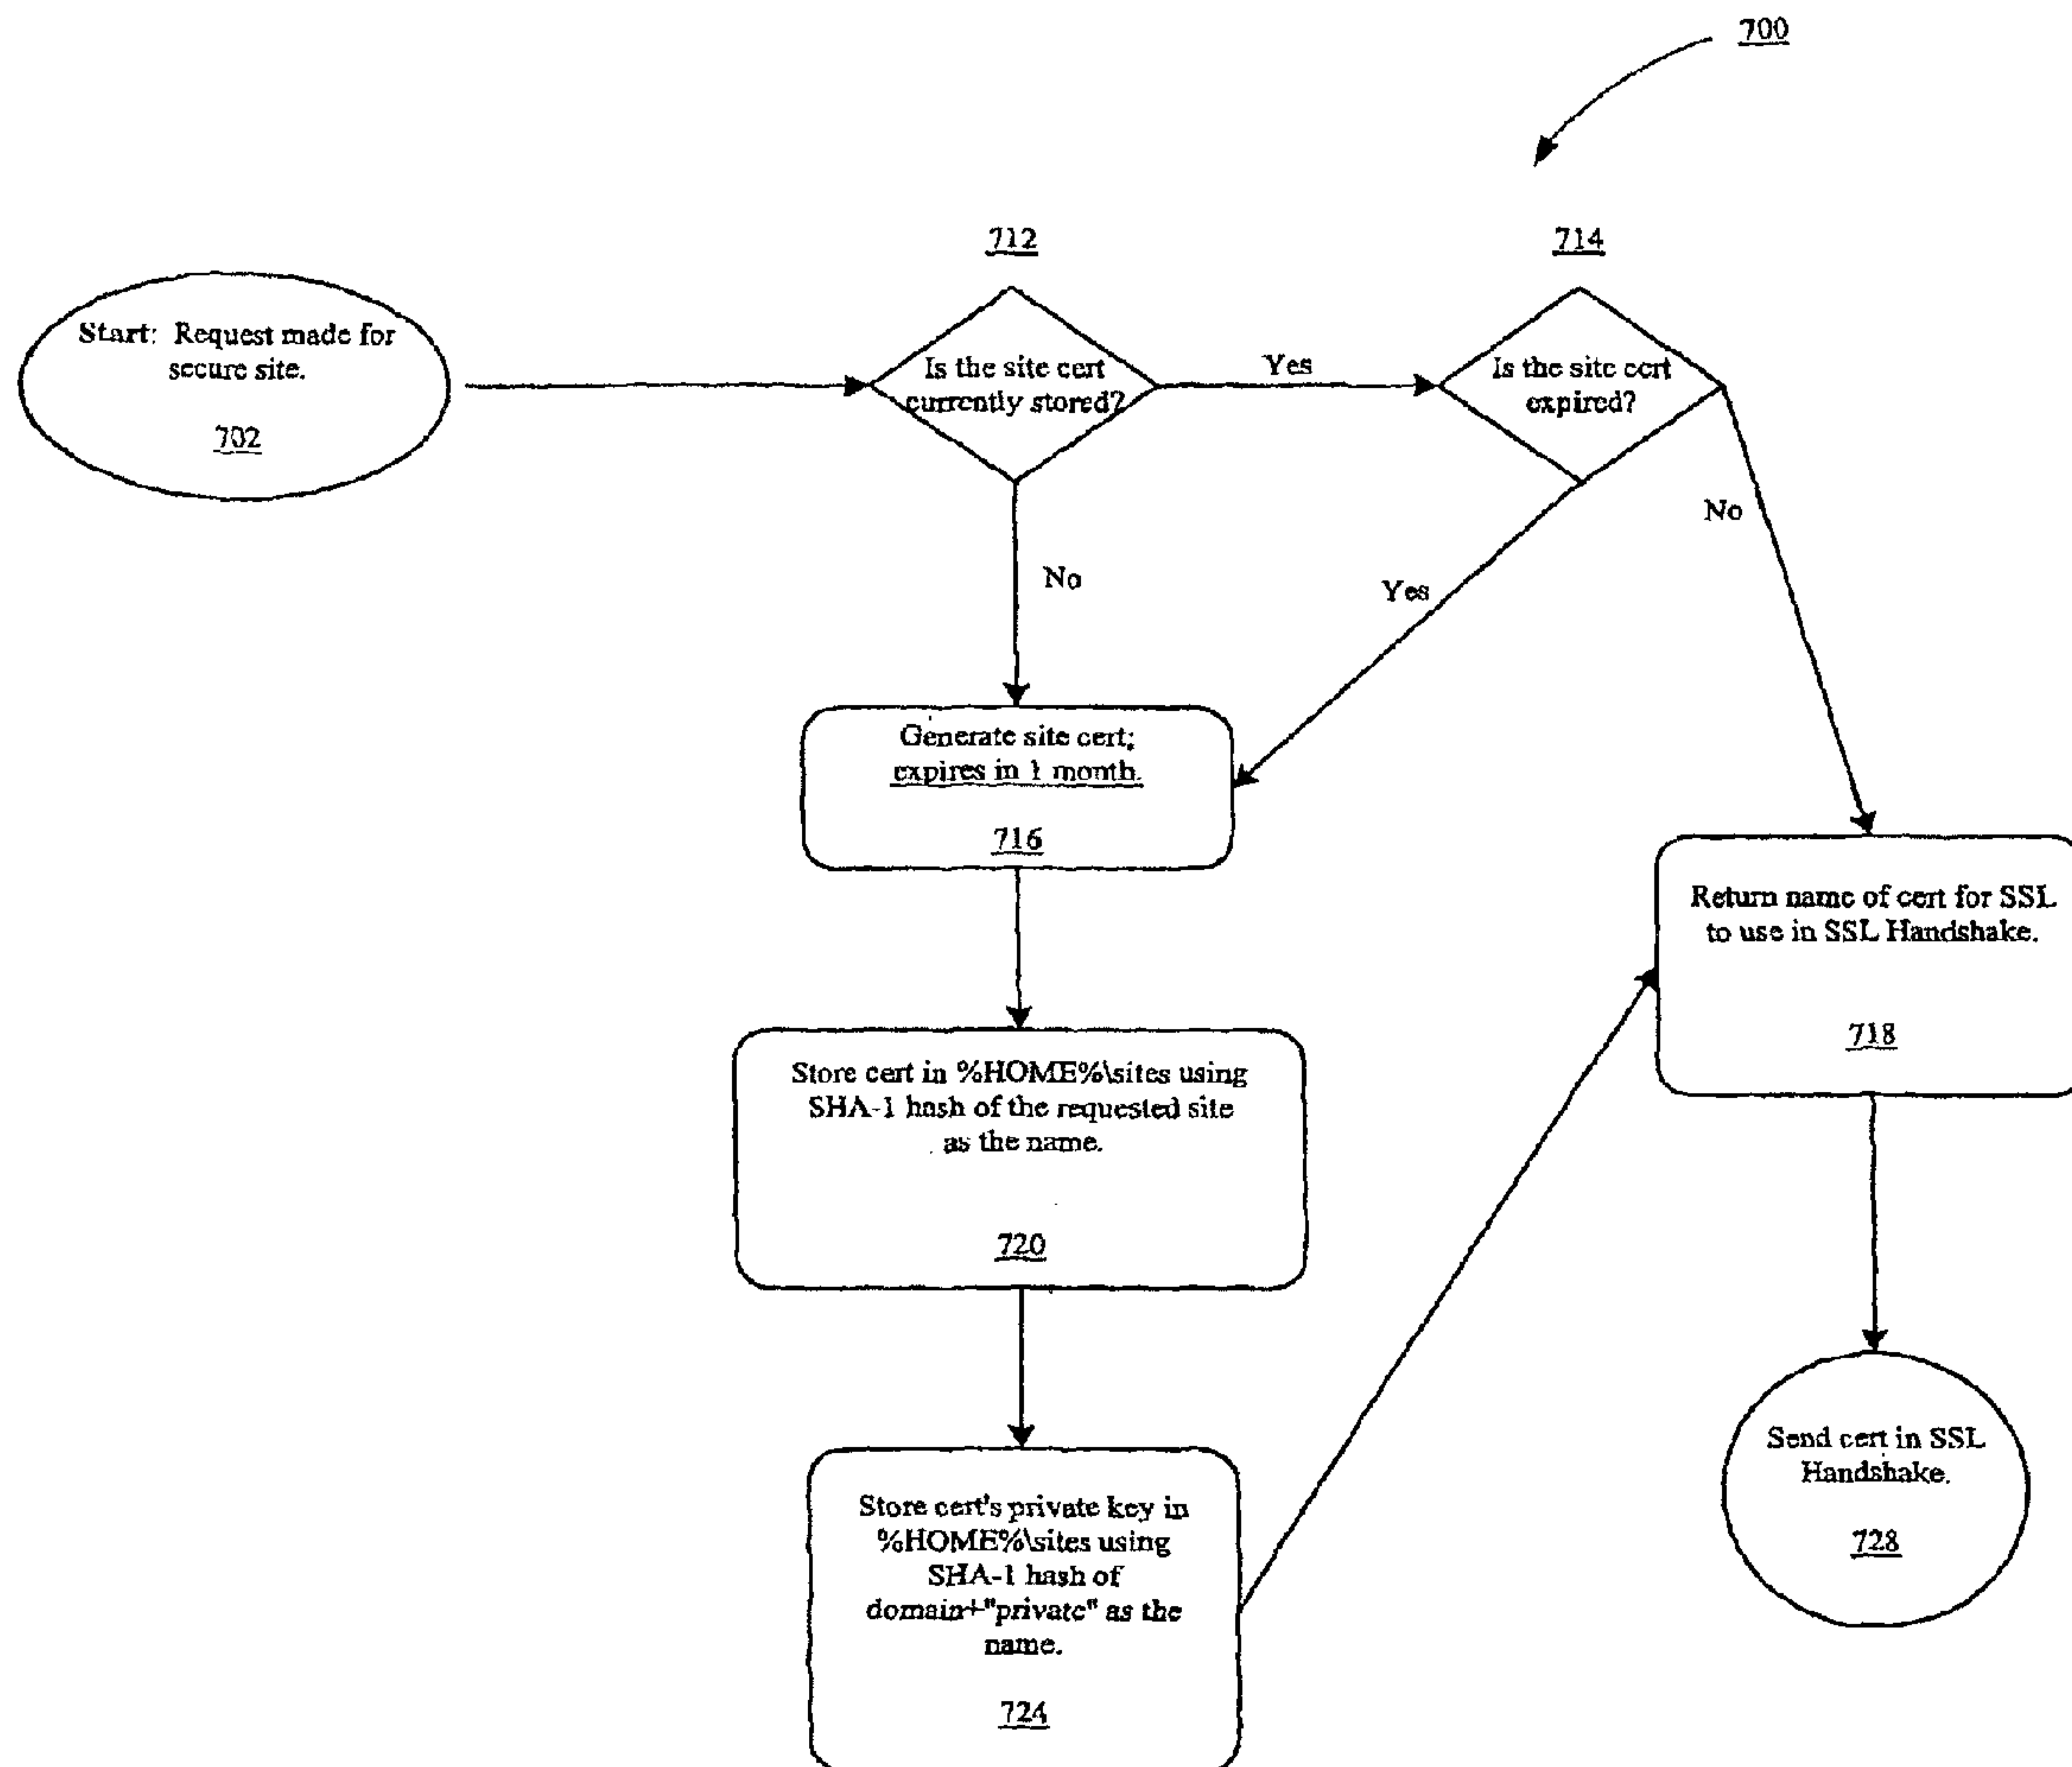 700
712
714
Start: Request made for
secure site.
702
Is the site cert
currently stored?
Yes
Is the site cert
expired?
No
No
Yes
Generate site cert;
expires in 1 month.
716
Return name of cert for SSL
to use in SSL Handshake.
718
Store cert in %HOME%\sites using
SHA-1 hash of the requested site
as the name.
720
Send cert in SSL
Handshake.
728
Store cert's private key in
%HOME%\sites using
SHA-1 hash of
domain+"private" as the
name.
724